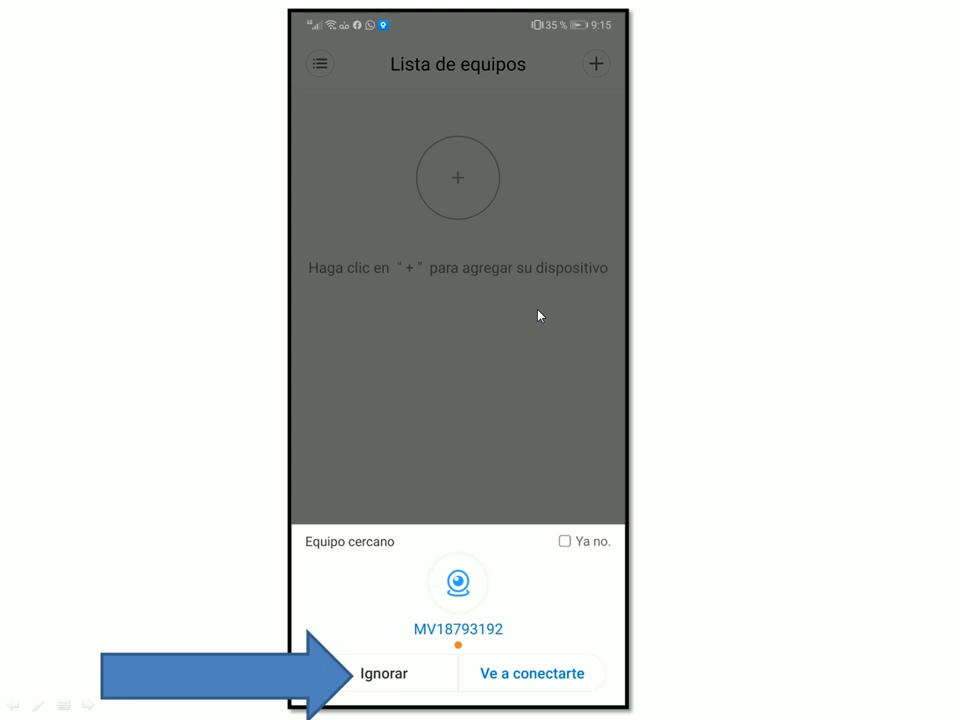 35 % 9:15
Lista de equipos
Haga clic en " + " para agregar su dispositivo
Equipo cercano
Ya no.
MV18793192
Ignorar
Ve a conectarte